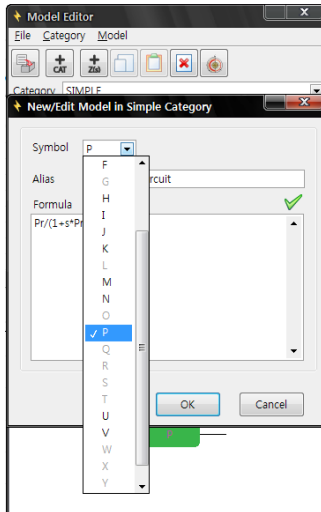 Model Editor
X
File Category Model
+ CAT
+ Z(s)
Category SIMPLE
New/Edit Model in Simple Category
X
Symbol P
Alias rcuit
Formula
Pr/(1+s*Pr
F
G
H
I
J
K
L
M
N
O
✓ P
Q
R
S
T
U
V
W
X
Y
OK Cancel